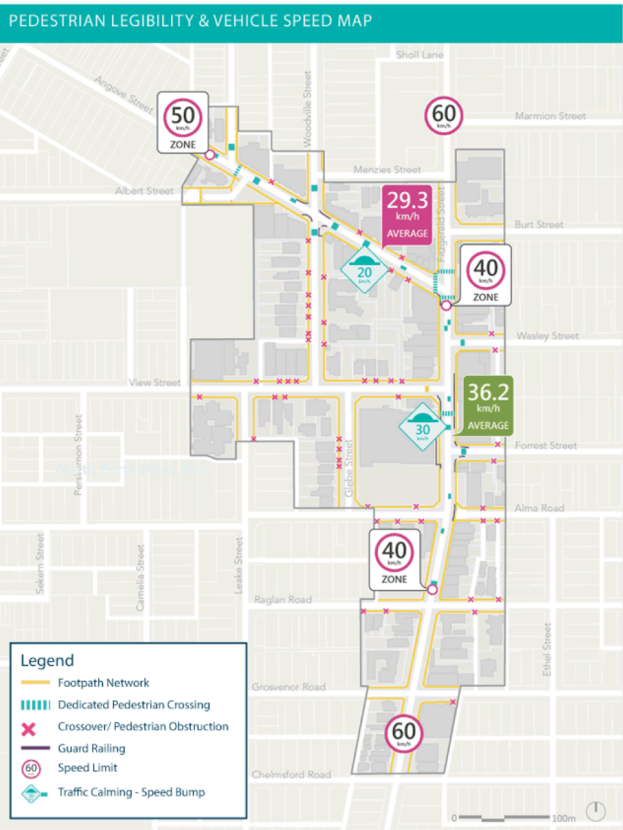 PEDESTRIAN LEGIBILITY & VEHICLE SPEED MAP
Sholl Lane
Angove Street
Woodville Street
50
km/h
ZONE
60
km/h
Marmion Street
Menzies Street
Albert Street
29.3
km/h
AVERAGE
Fitzgerald Street
Burt Street
20
km/h
40
km/h
ZONE
Wasley Street
View Street
36.2
km/h
AVERAGE
30
km/h
Persimmon Street
Glebe Street
Forrest Street
Alma Road
40
km/h
ZONE
Sekem Street
Camelia Street
Leake Street
Raglan Road
Ethel Street
Legend
Footpath Network
Dedicated Pedestrian Crossing
Crossover/ Pedestrian Obstruction
Guard Railing
60
Speed Limit
Traffic Calming - Speed Bump
Grosvenor Road
60
km/h
Chelmsford Road
0
100m